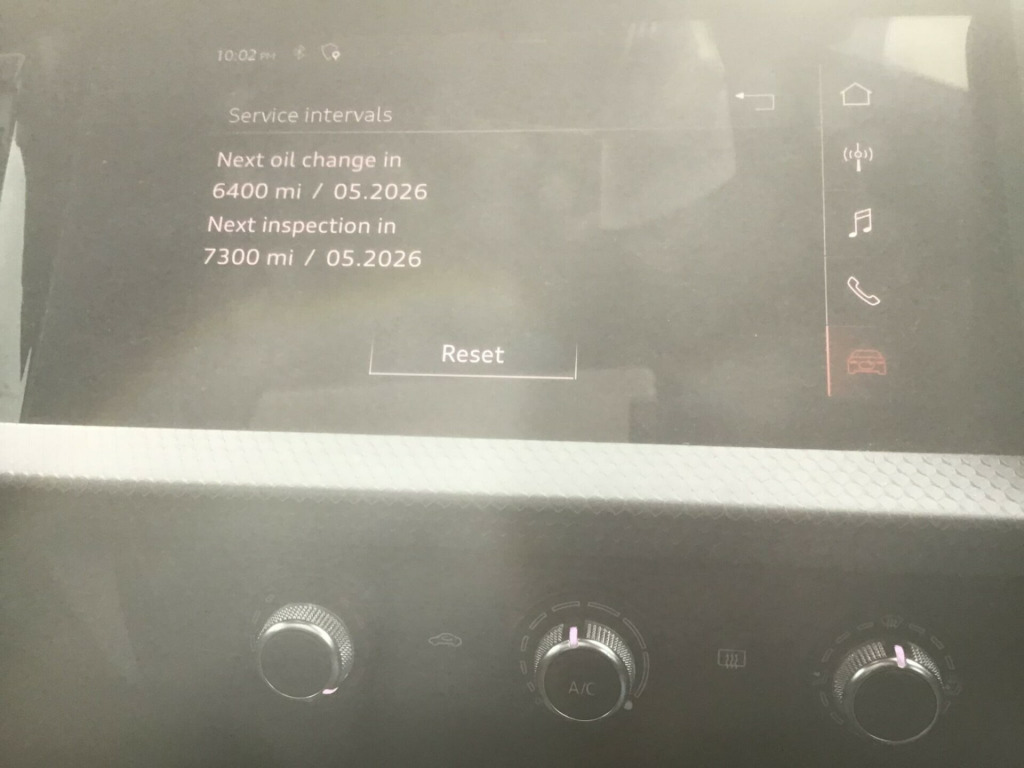 10:02 PM
Service intervals
Next oil change in
6400 mi / 05.2026
Next inspection in
7300 mi / 05.2026
Reset
A/C